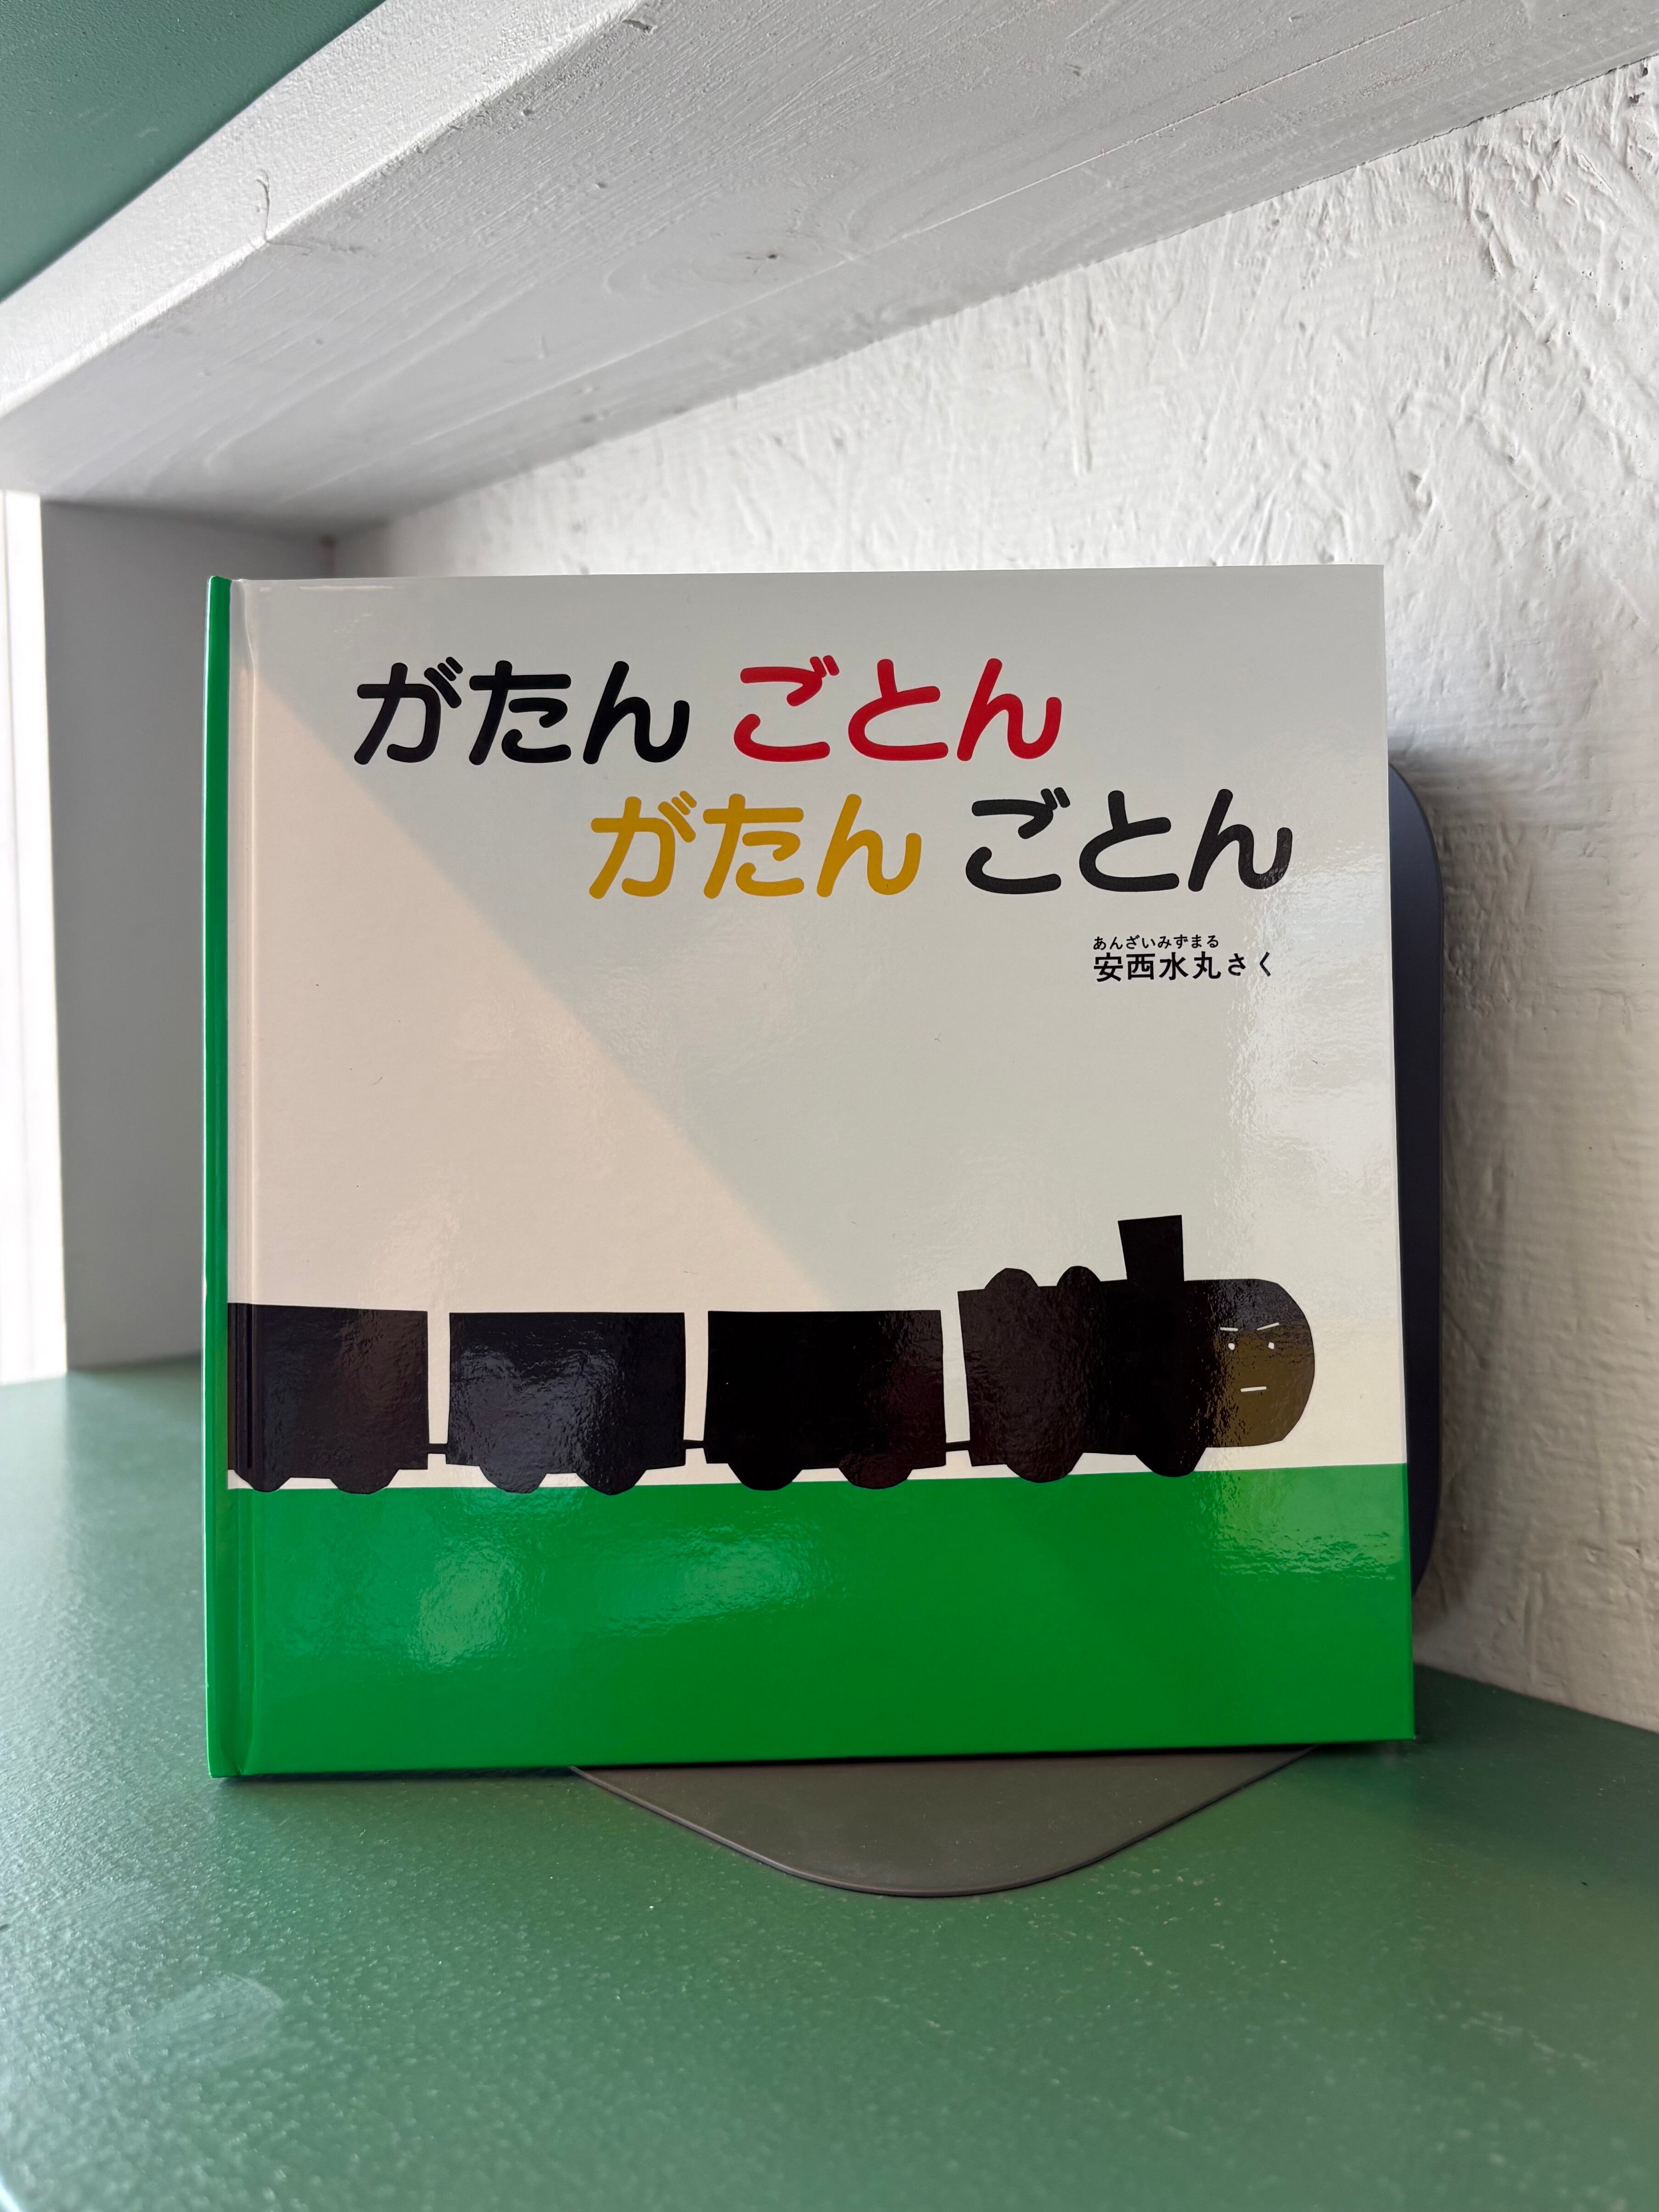 がたん ごとん
がたん ごとん
あんざいみずまる
安西水丸さく